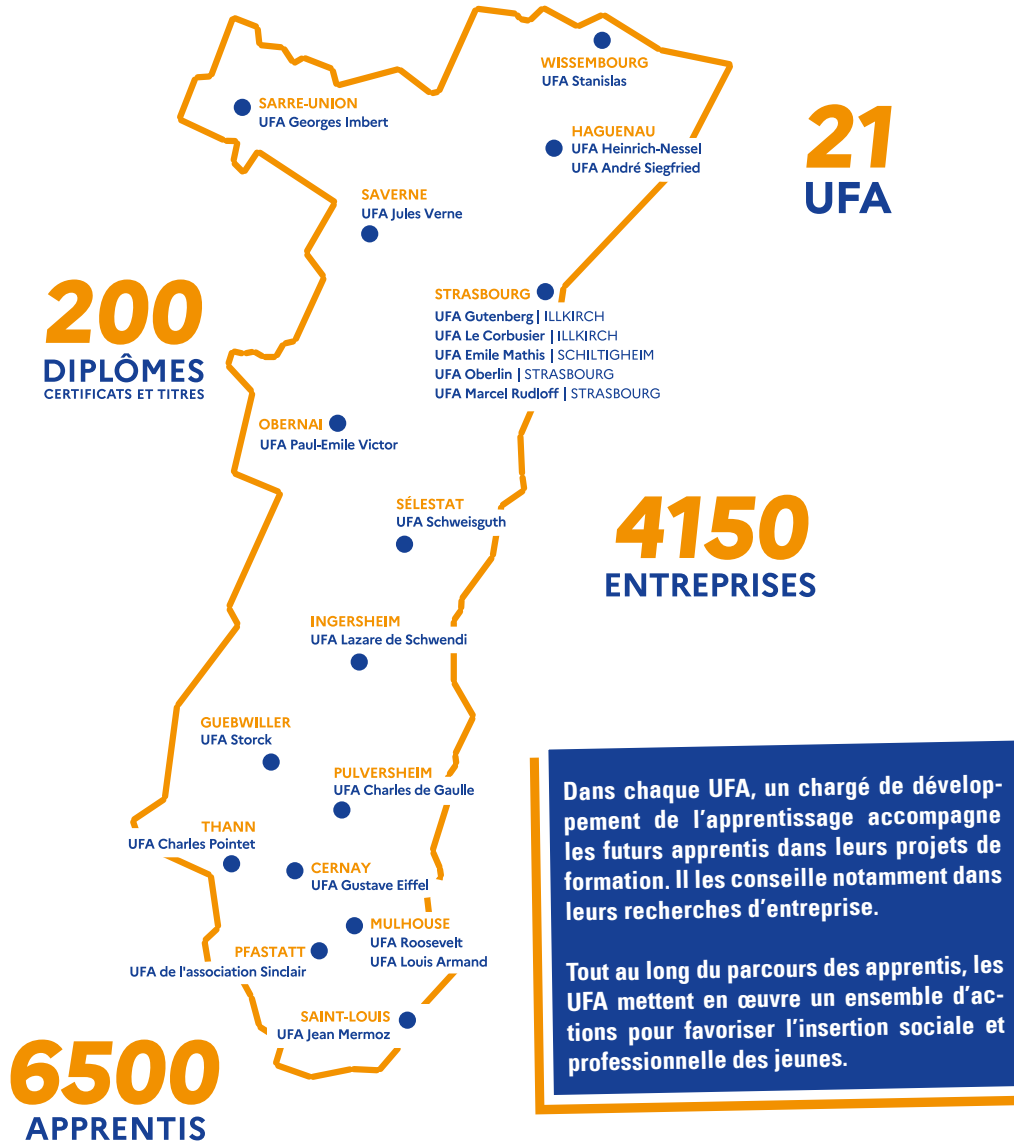 WISSEMBOURG
UFA Stanislas
SARRE-UNION
UFA Georges Imbert
HAGUENAU
UFA Heinrich-Nessel
UFA André Siegfried
21
UFA
SAVERNE
UFA Jules Verne
200
DIPLÔMES
CERTIFICATS ET TITRES
STRASBOURG
UFA Gutenberg | ILLKIRCH
UFA Le Corbusier | ILLKIRCH
UFA Emile Mathis | SCHILTIGHEIM
UFA Oberlin | STRASBOURG
UFA Marcel Rudloff | STRASBOURG
OBERNAI
UFA Paul-Emile Victor
SÉLESTAT
UFA Schweisguth
4150
ENTREPRISES
INGERSHEIM
UFA Lazare de Schwendi
GUEBWILLER
UFA Storck
PULVERSHEIM
UFA Charles de Gaulle
THANN
UFA Charles Pointet
CERNAY
UFA Gustave Eiffel
MULHOUSE
UFA Roosevelt
UFA Louis Armand
PFASTATT
UFA de l'association Sinclair
SAINT-LOUIS
UFA Jean Mermoz
6500
APPRENTIS
Dans chaque UFA, un chargé de dévelop-
pement de l'apprentissage accompagne
les futurs apprentis dans leurs projets de
formation. Il les conseille notamment dans
leurs recherches d'entreprise.
Tout au long du parcours des apprentis, les
UFA mettent en œuvre un ensemble d'ac-
tions pour favoriser l'insertion sociale et
professionnelle des jeunes.